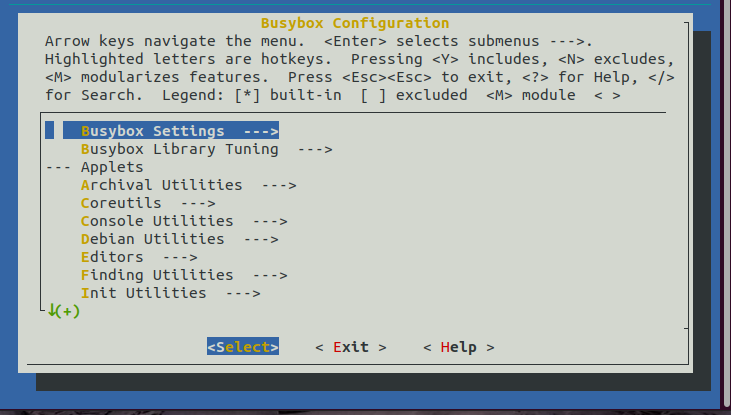 Busybox Configuration
Arrow keys navigate the menu.  <Enter> selects submenus --->.
Highlighted letters are hotkeys.  Pressing <Y> includes, <N> excludes,
<M> modularizes features.  Press <Esc><Esc> to exit, <?> for Help, </>
for Search.  Legend: [*] built-in  [ ] excluded  <M> module  < >
Busybox Settings  --->
Busybox Library Tuning  --->
--- Applets
Archival Utilities  --->
Coreutils  --->
Console Utilities  --->
Debian Utilities  --->
Editors  --->
Finding Utilities  --->
Init Utilities  --->
↓(+)
<Select>    < Exit >    < Help >